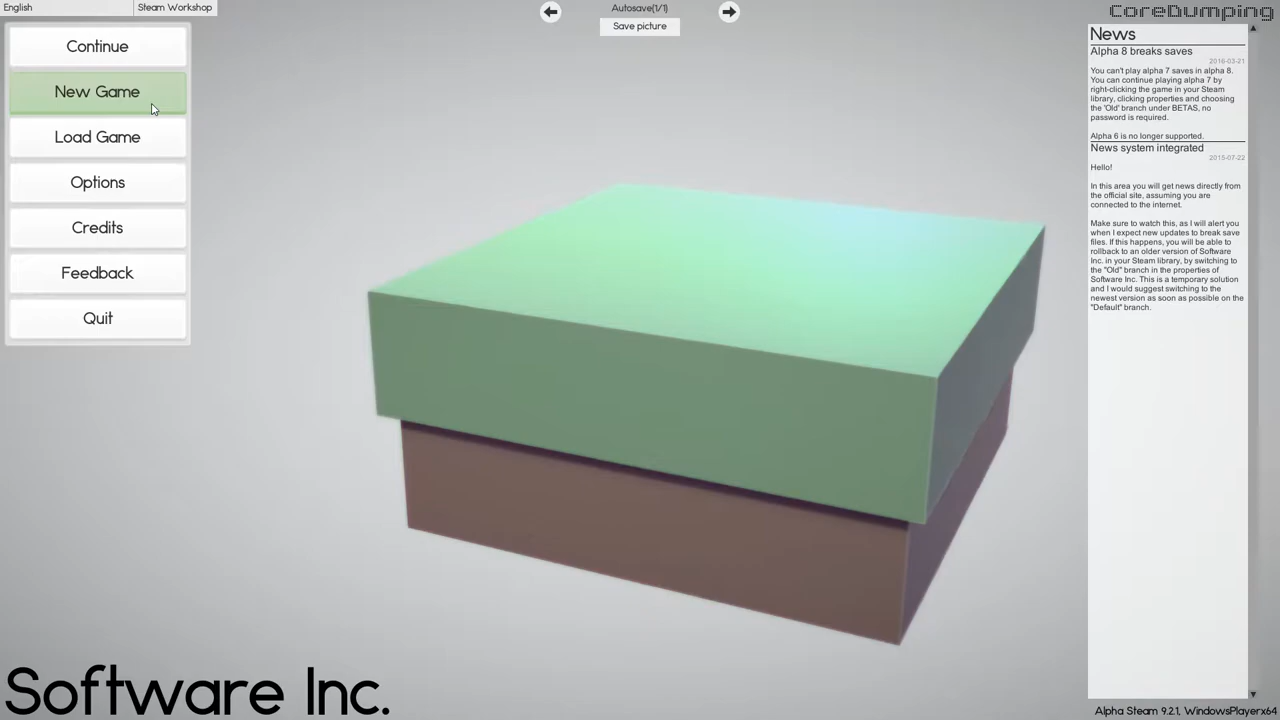 English
Steam Workshop
Autosave(1/1)
Save picture
CoreDumping
Continue
New Game
Load Game
Options
Credits
Feedback
Quit
News
Alpha 8 breaks saves
2016-03-21
You can't play alpha 7 saves in alpha 8.
You can continue playing alpha 7 by
right-clicking the game in your Steam
library, clicking properties and choosing
the 'Old' branch under BETAS, no
password is required.
Alpha 6 is no longer supported.
News system integrated
2015-07-22
Hello!
In this area you will get news directly from
the official site, assuming you are
connected to the internet.
Make sure to watch this, as I will alert you
when I expect new updates to break save
files. If this happens, you will be able to
rollback to an older version of Software
Inc. in your Steam library, by switching to
the "Old" branch in the properties of
Software Inc. This is a temporary solution
and I would suggest switching to the
newest version as soon as possible on the
"Default" branch.
Software Inc.
Alpha Steam 9.2.1, WindowsPlayerx64